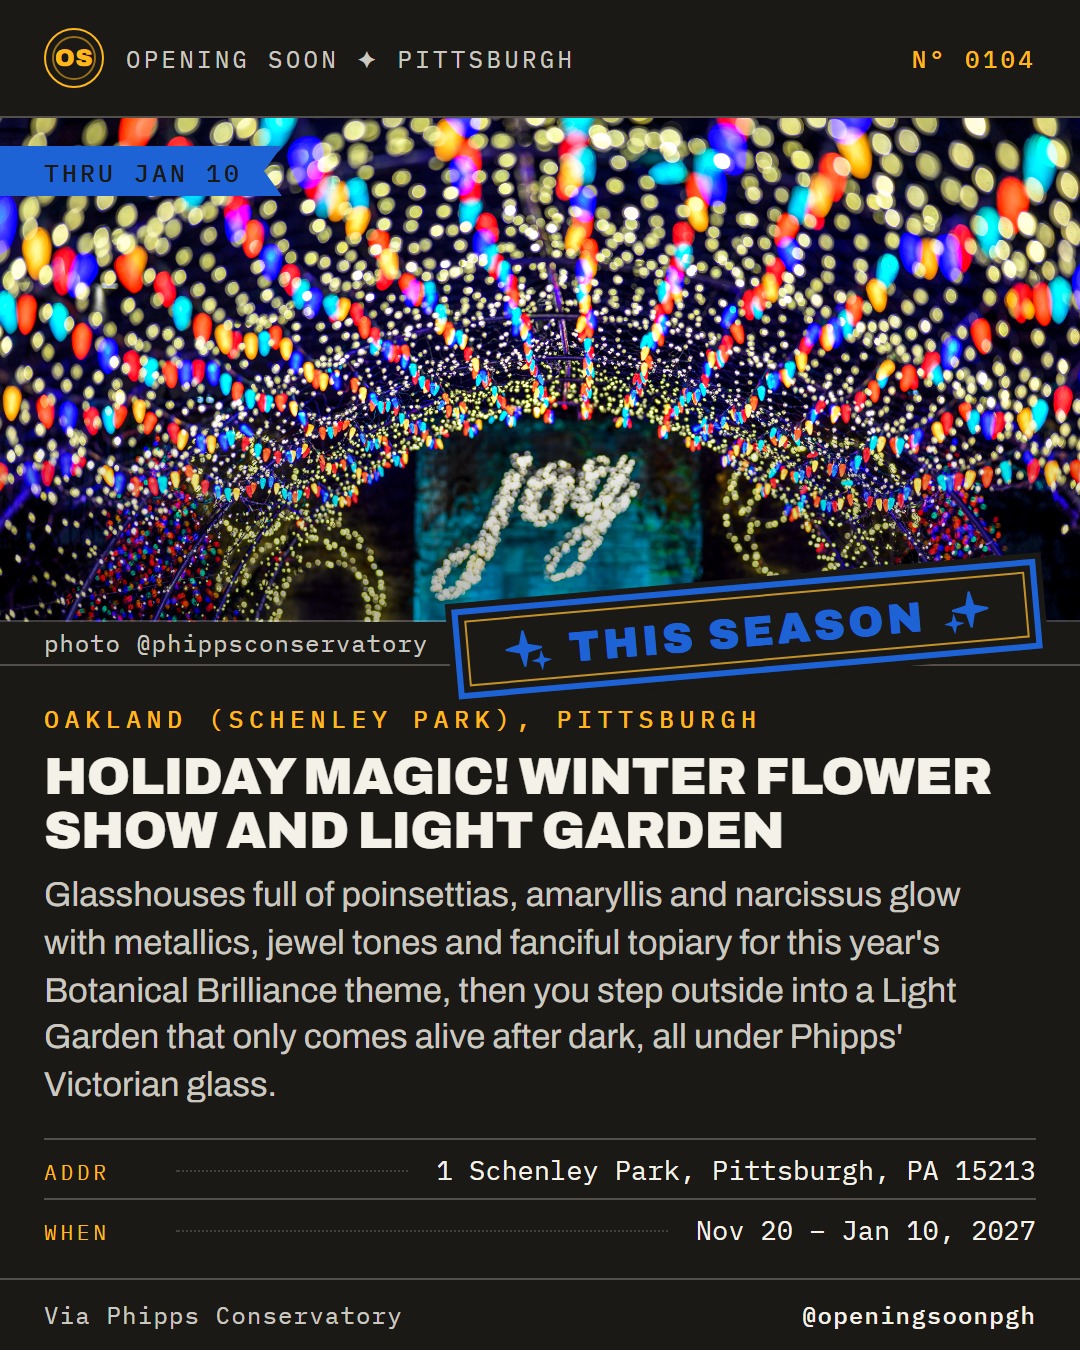 OS OPENING SOON ✦ PITTSBURGH
N° 0104
THRU JAN 10
joy
THIS SEASON
photo @phippsconservatory
OAKLAND (SCHENLEY PARK), PITTSBURGH
HOLIDAY MAGIC! WINTER FLOWER
SHOW AND LIGHT GARDEN
Glasshouses full of poinsettias, amaryllis and narcissus glow
with metallics, jewel tones and fanciful topiary for this year's
Botanical Brilliance theme, then you step outside into a Light
Garden that only comes alive after dark, all under Phipps'
Victorian glass.
ADDR 1 Schenley Park, Pittsburgh, PA 15213
WHEN Nov 20 – Jan 10, 2027
Via Phipps Conservatory
@openingsoonpgh